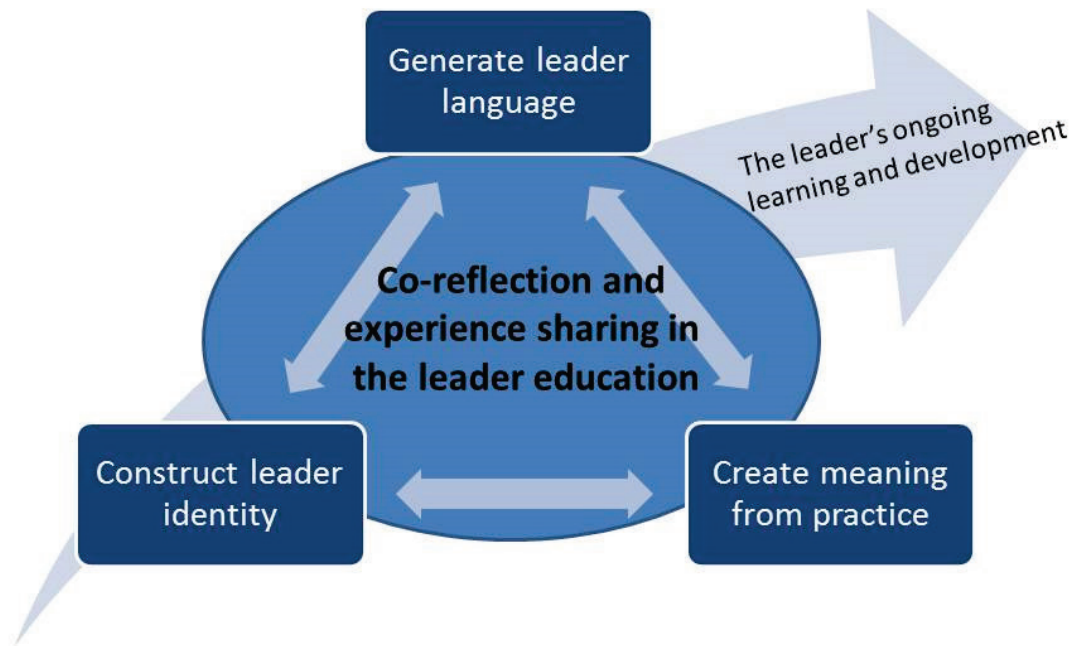 Generate leader
language
The leader’s ongoing
learning and development
Co-reflection and
experience sharing in
the leader education
Construct leader
identity
Create meaning
from practice